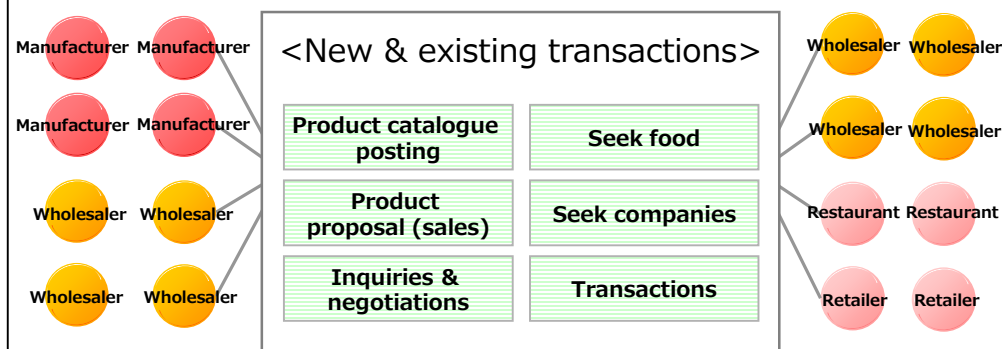 Manufacturer Manufacturer
Manufacturer Manufacturer
Wholesaler Wholesaler
Wholesaler Wholesaler
<New & existing transactions>
Product catalogue
posting
Seek food
Product
proposal (sales)
Seek companies
Inquiries &
negotiations
Transactions
Wholesaler Wholesaler
Wholesaler Wholesaler
Restaurant Restaurant
Retailer Retailer